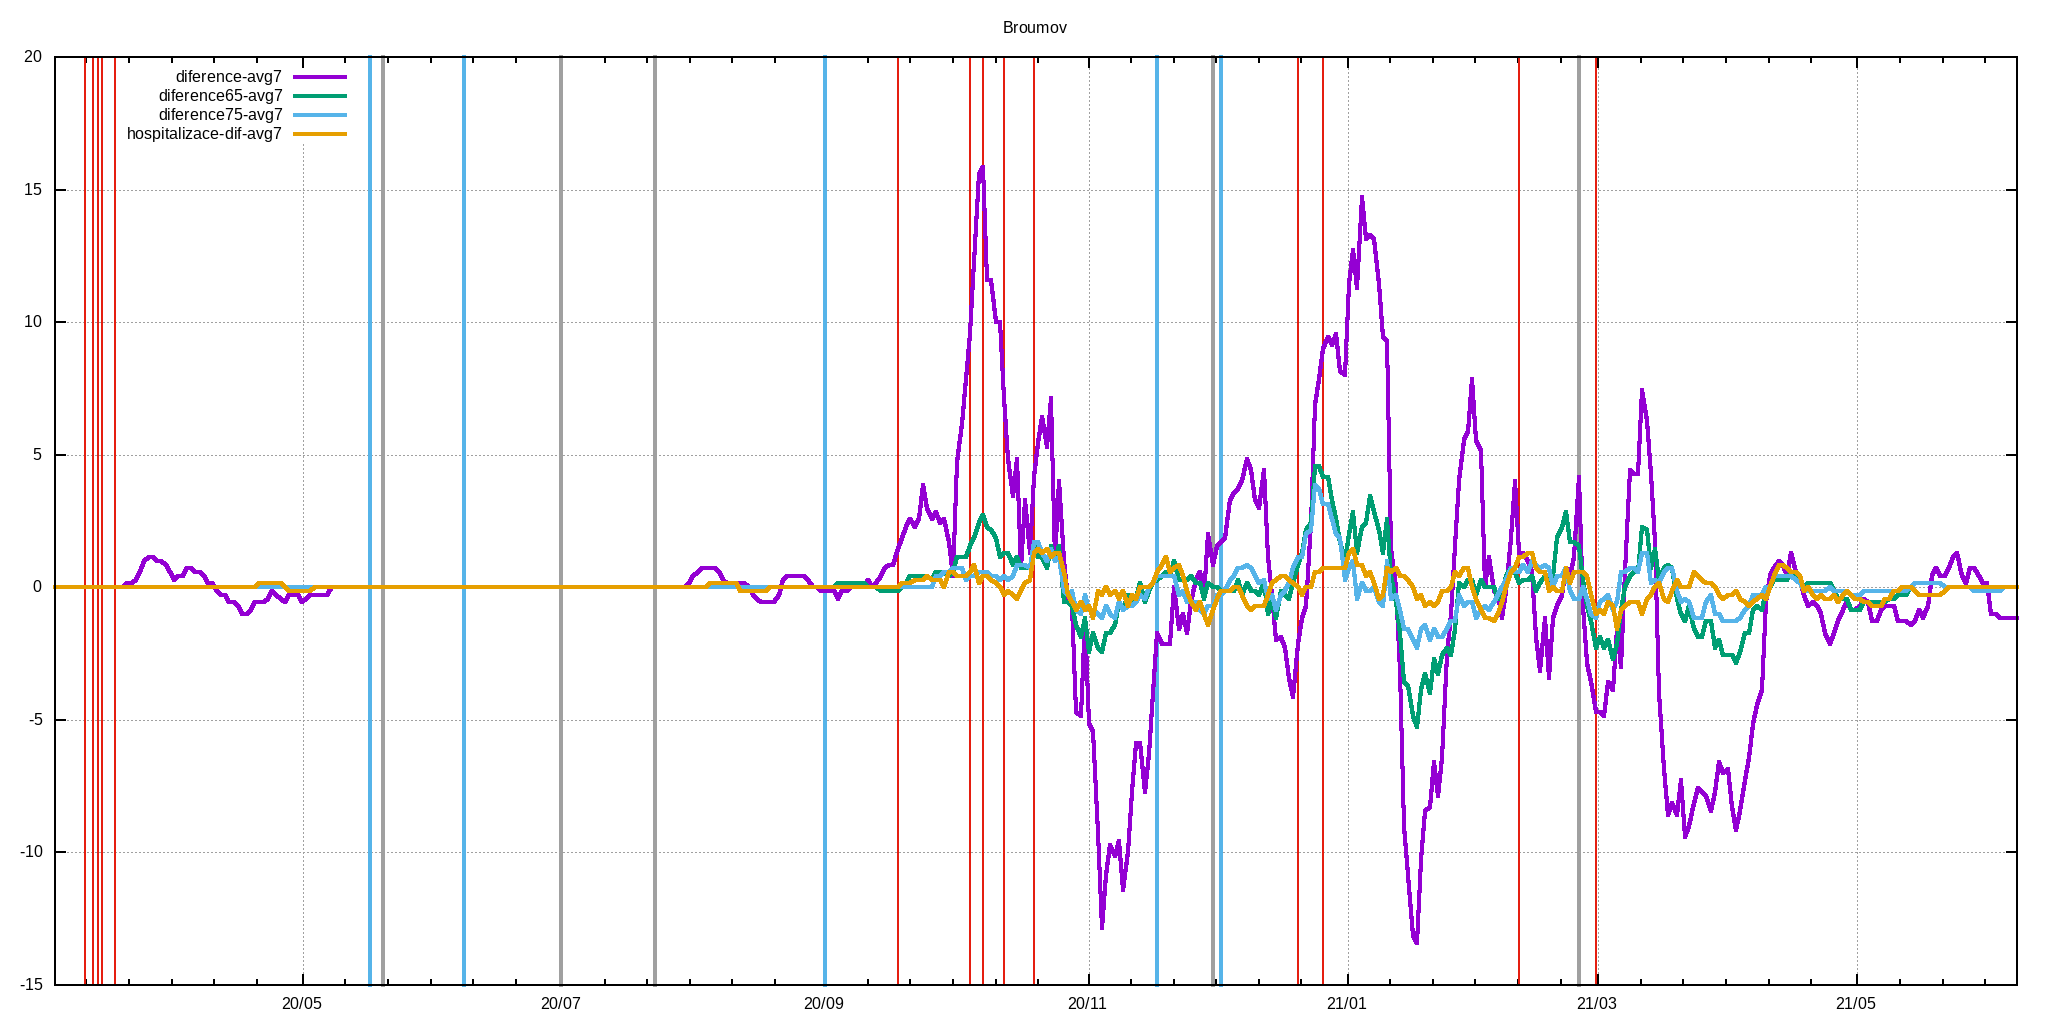 Broumov
20
diference-avg7
diference65-avg7
diference75-avg7
hospitalizace-dif-avg7
15
10
5
0
-5
-10
-15
20/05 20/07 20/09 20/11 21/01 21/03 21/05